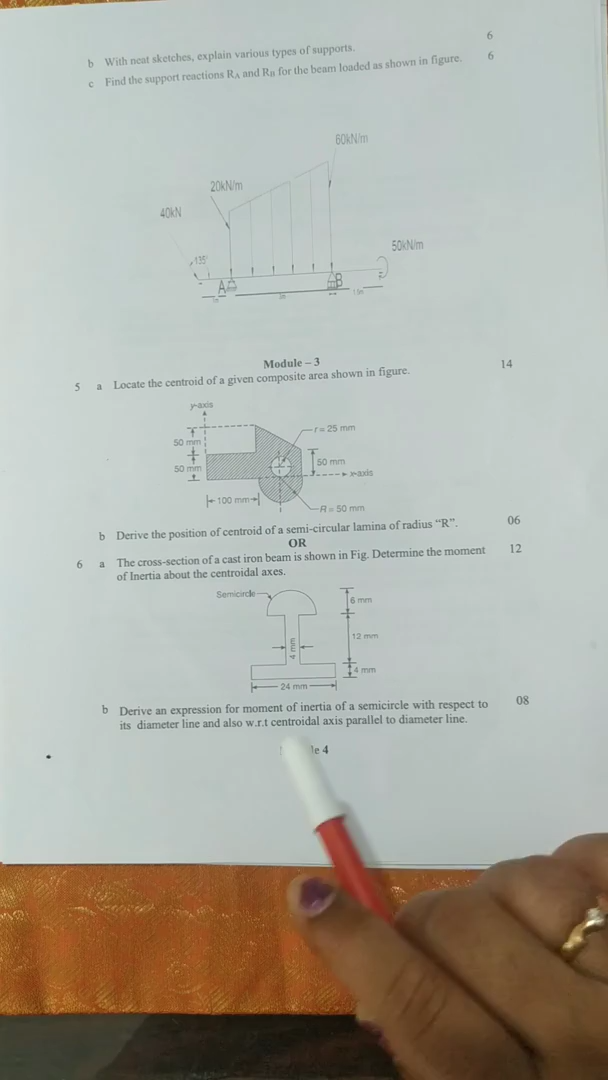 6
b With neat sketches, explain various types of supports.
6
c Find the support reactions RA and RB for the beam loaded as shown in figure.
60kN/m
20kN/m
40kN
135°
50kN/m
A
B
Module – 3
5 a Locate the centroid of a given composite area shown in figure. 14
y-axis
r = 25 mm
50 mm
50 mm
50 mm
x-axis
100 mm
R = 50 mm
b Derive the position of centroid of a semi-circular lamina of radius “R”. 06
OR
6 a The cross-section of a cast iron beam is shown in Fig. Determine the moment 12
of Inertia about the centroidal axes.
Semicircle
6 mm
12 mm
4 mm
4 mm
24 mm
b Derive an expression for moment of inertia of a semicircle with respect to 08
its diameter line and also w.r.t centroidal axis parallel to diameter line.
4